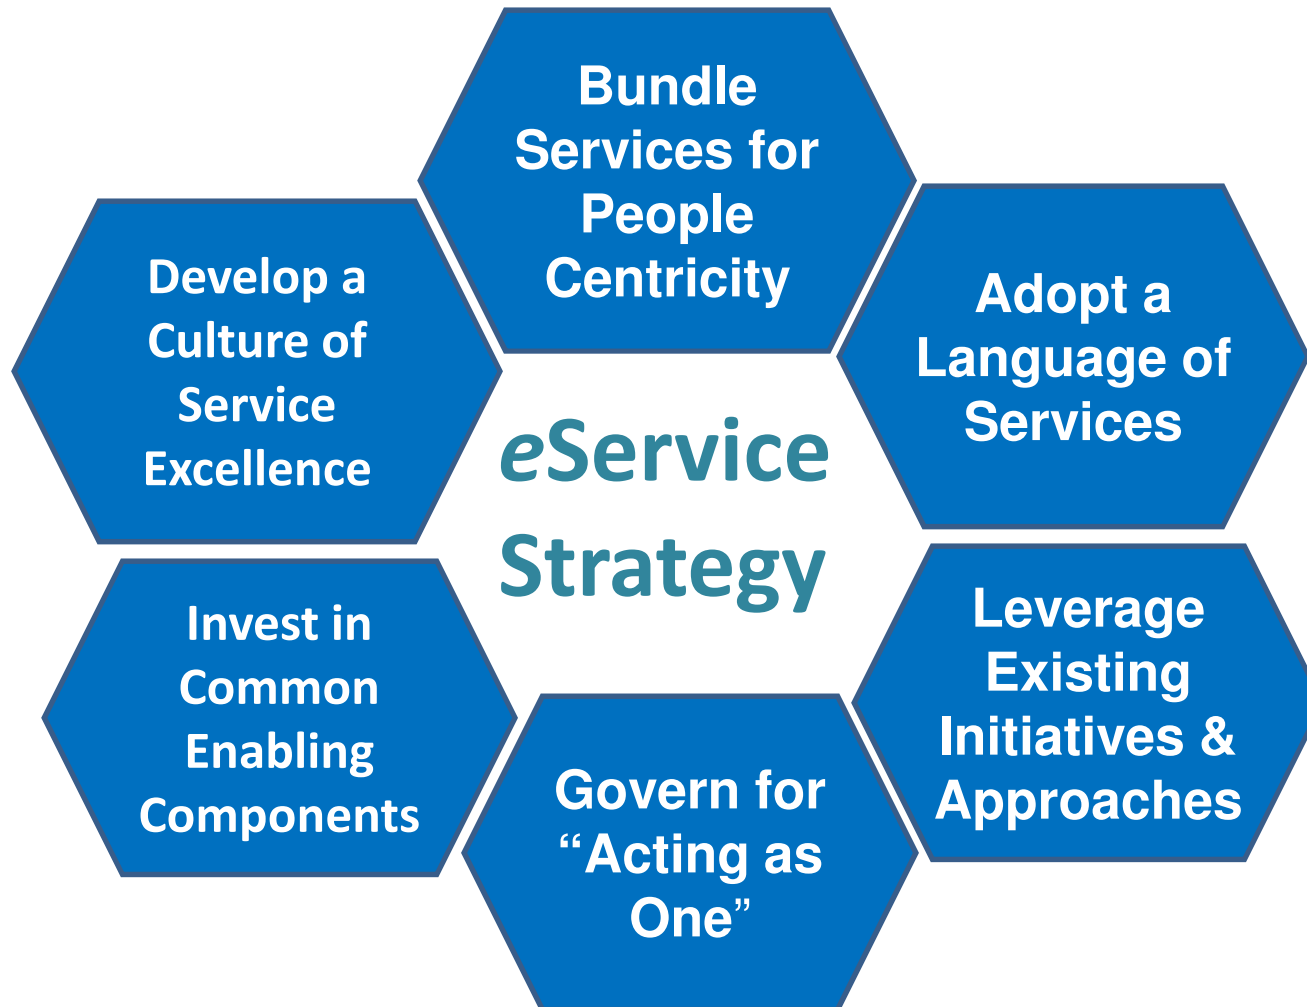 Bundle
Services for
People
Centricity
Adopt a
Language of
Services
Leverage
Existing
Initiatives &
Approaches
Govern for
“Acting as
One”
Invest in
Common
Enabling
Components
Develop a
Culture of
Service
Excellence
eService
Strategy